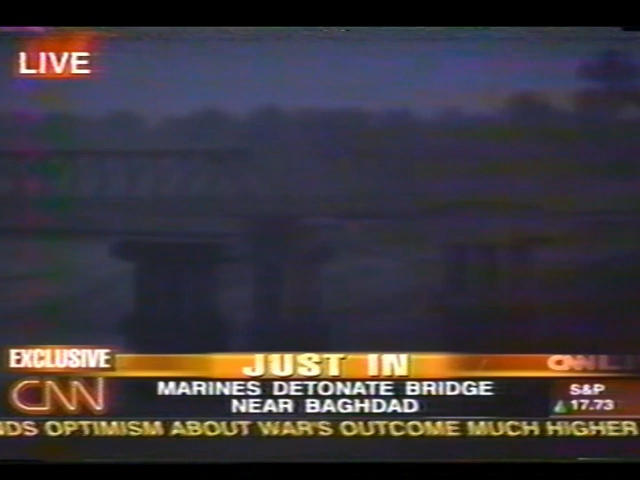 LIVE
EXCLUSIVE
JUST IN
CNN
MARINES DETONATE BRIDGE
NEAR BAGHDAD
S&P
17.73
OPTIMISM ABOUT WAR'S OUTCOME MUCH HIGHER